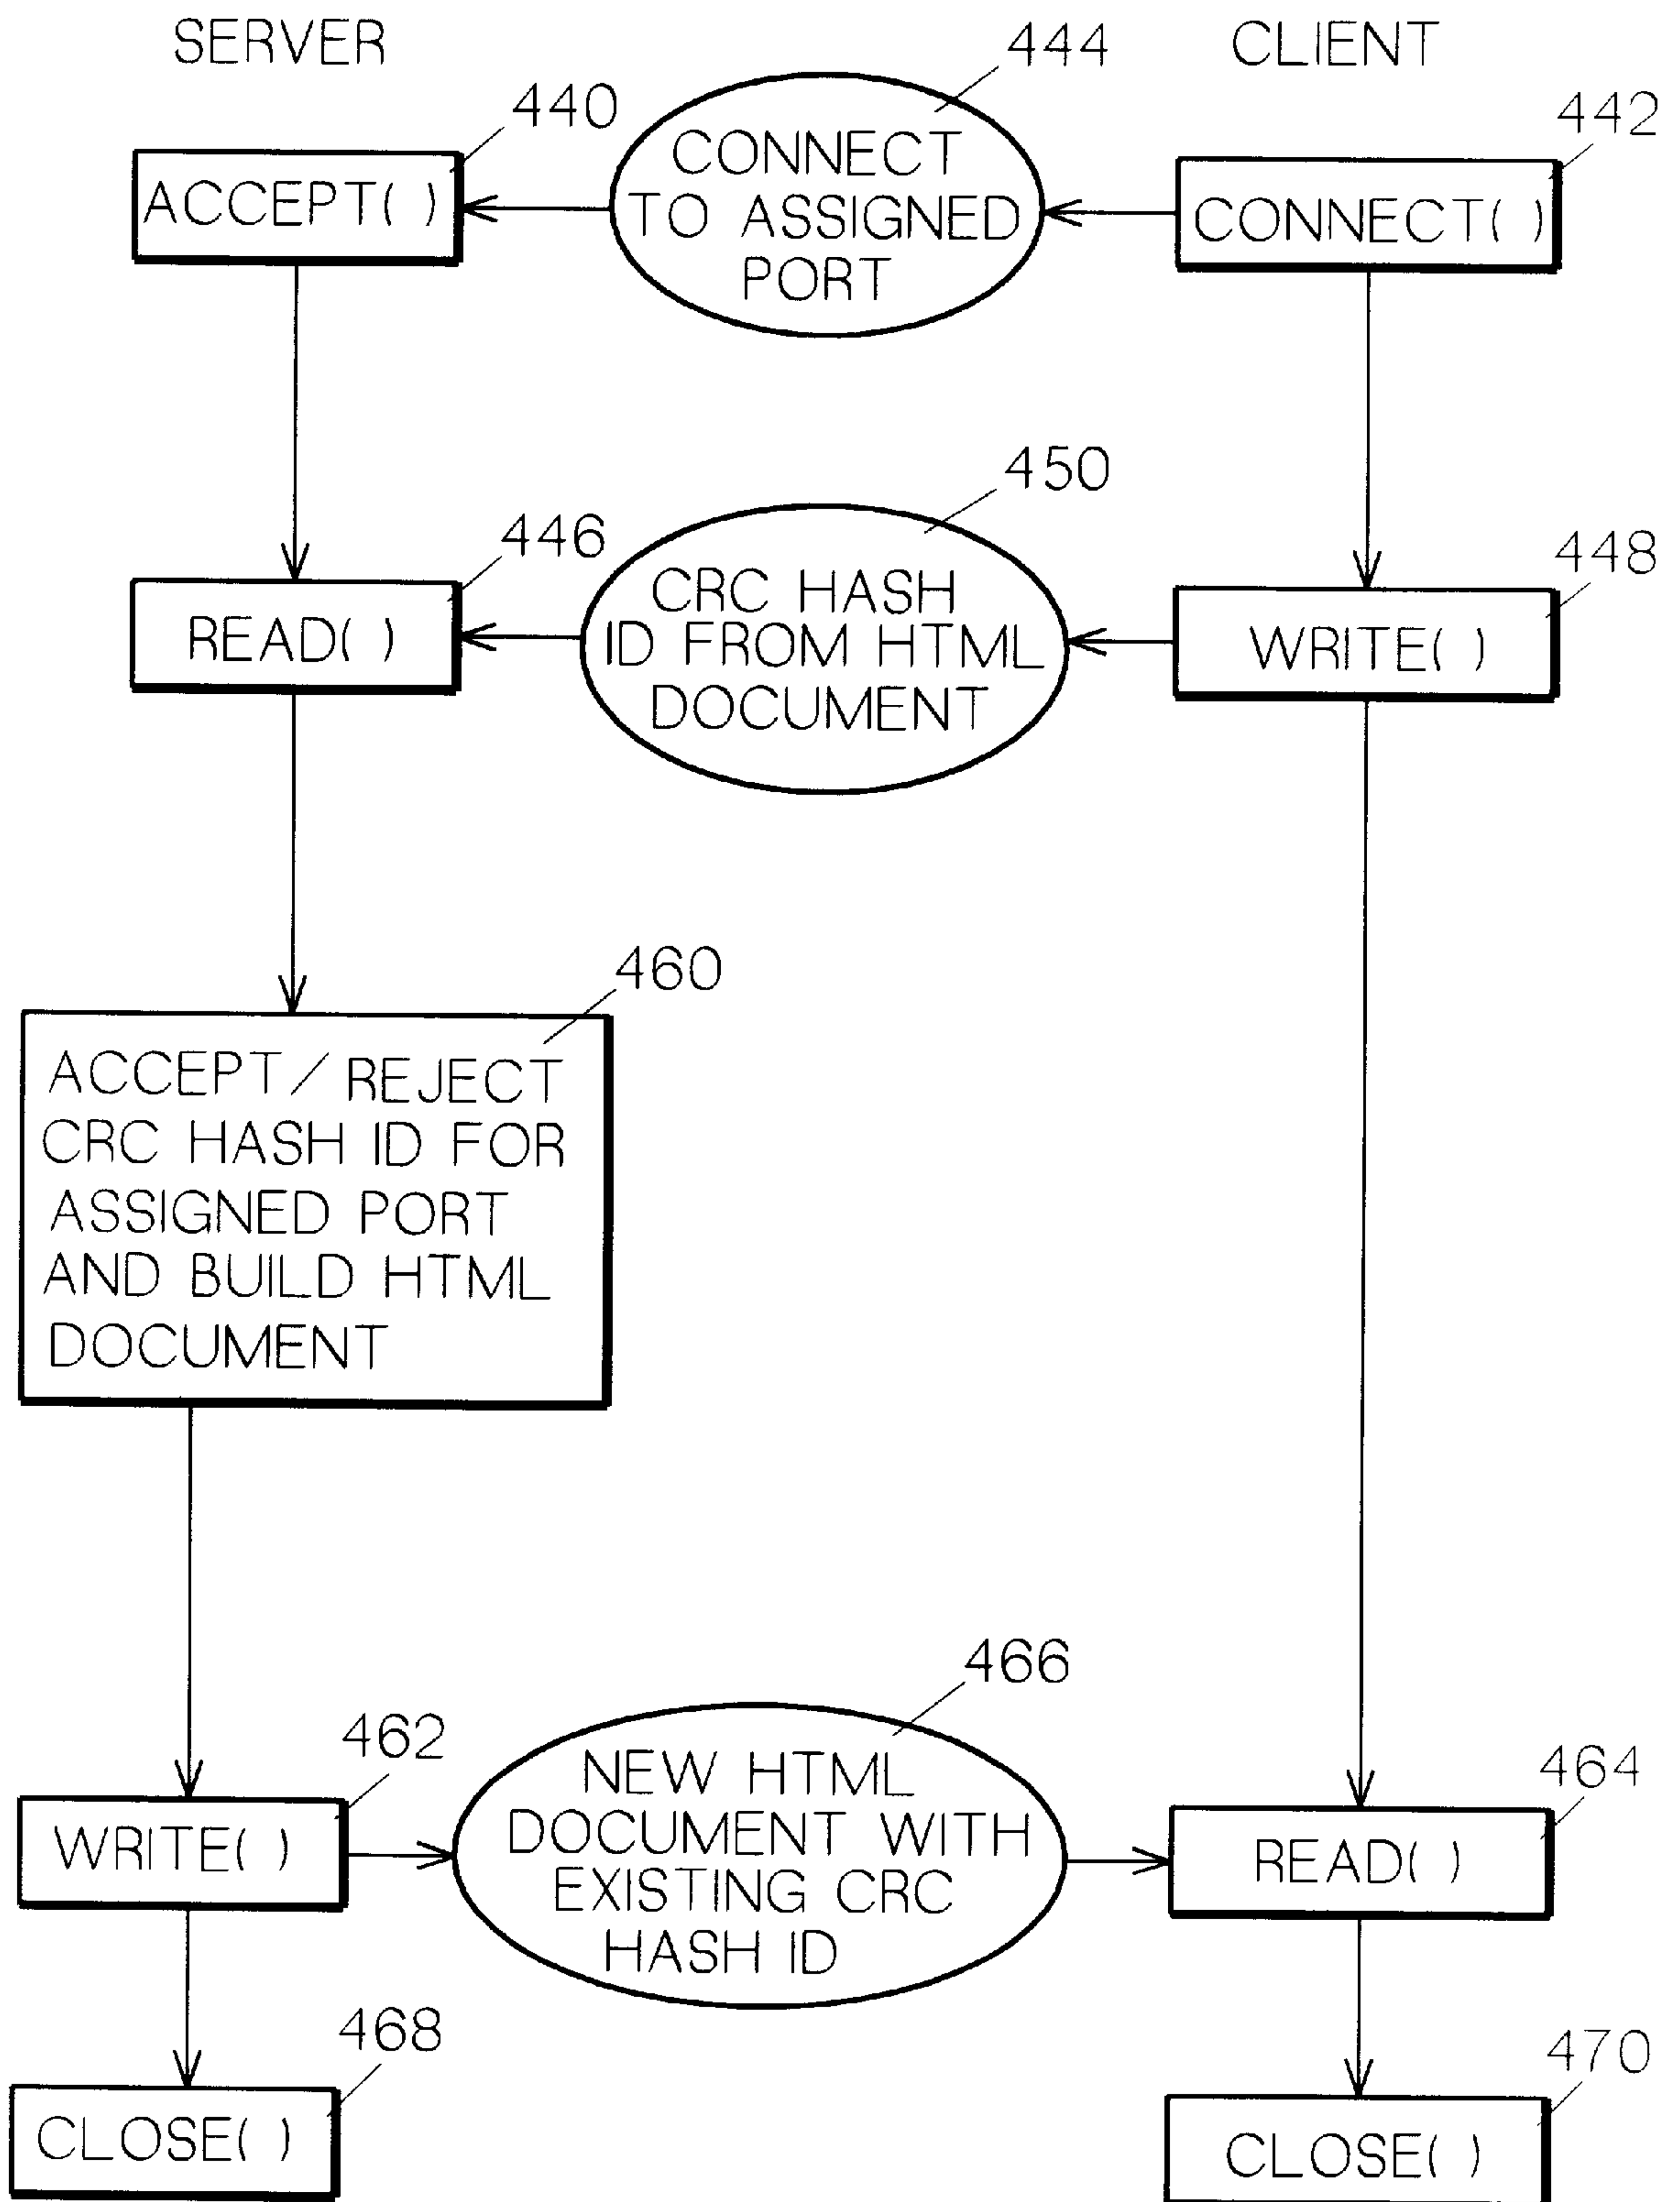 SERVER
CLIENT
444
440
442
CONNECT
TO ASSIGNED
PORT
ACCEPT( )
CONNECT( )
450
446
448
CRC HASH
ID FROM HTML
DOCUMENT
READ( )
WRITE( )
460
ACCEPT/REJECT
CRC HASH ID FOR
ASSIGNED PORT
AND BUILD HTML
DOCUMENT
466
462
464
NEW HTML
DOCUMENT WITH
EXISTING CRC
HASH ID
WRITE( )
READ( )
468
470
CLOSE( )
CLOSE( )